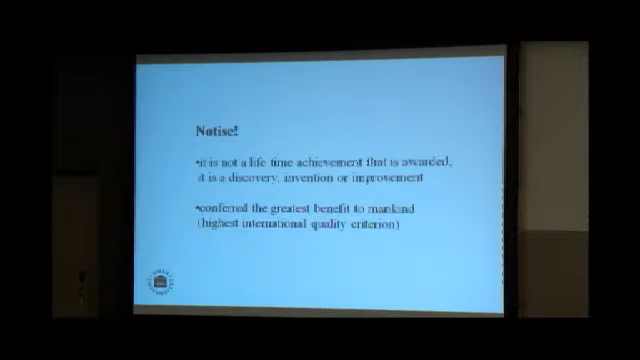 Notise!
•it is not a life time achievement that is awarded,
it is a discovery, invention or improvement
•conferred the greatest benefit to mankind
(highest international quality criterion)